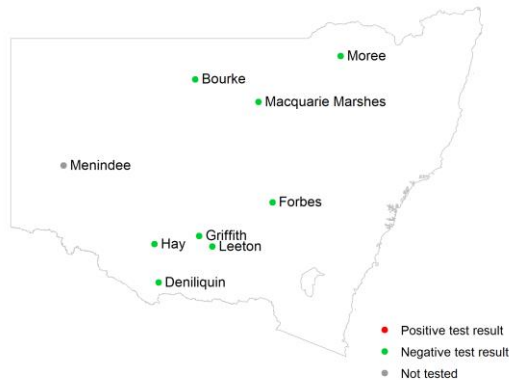 Moree
Bourke
Macquarie Marshes
Menindee
Forbes
Griffith
Hay
Leeton
Deniliquin
Positive test result
Negative test result
Not tested